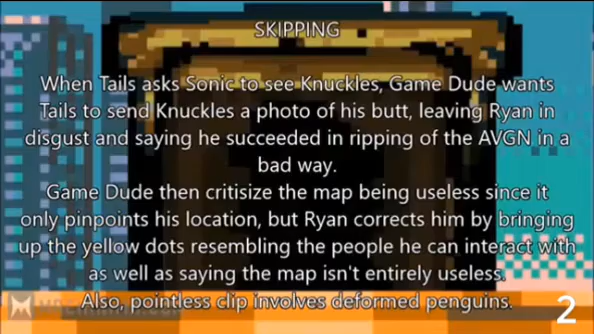 SKIPPING
When Tails asks Sonic to see Knuckles, Game Dude wants
Tails to send Knuckles a photo of his butt, leaving Ryan in
disgust and saying he succeeded in ripping of the AVGN in a
bad way.
Game Dude then critisize the map being useless since it
only pinpoints his location, but Ryan corrects him by bringing
up the yellow dots resembling the people he can interact with
as well as saying the map isn't entirely useless.
Also, pointless clip involves deformed penguins.
2